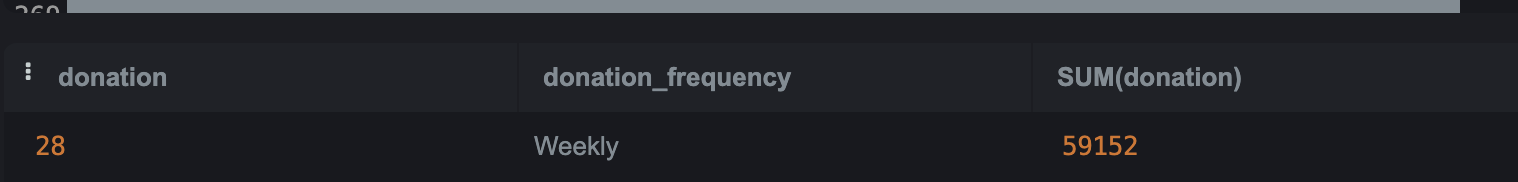 donation donation_frequency SUM(donation)
28 Weekly 59152